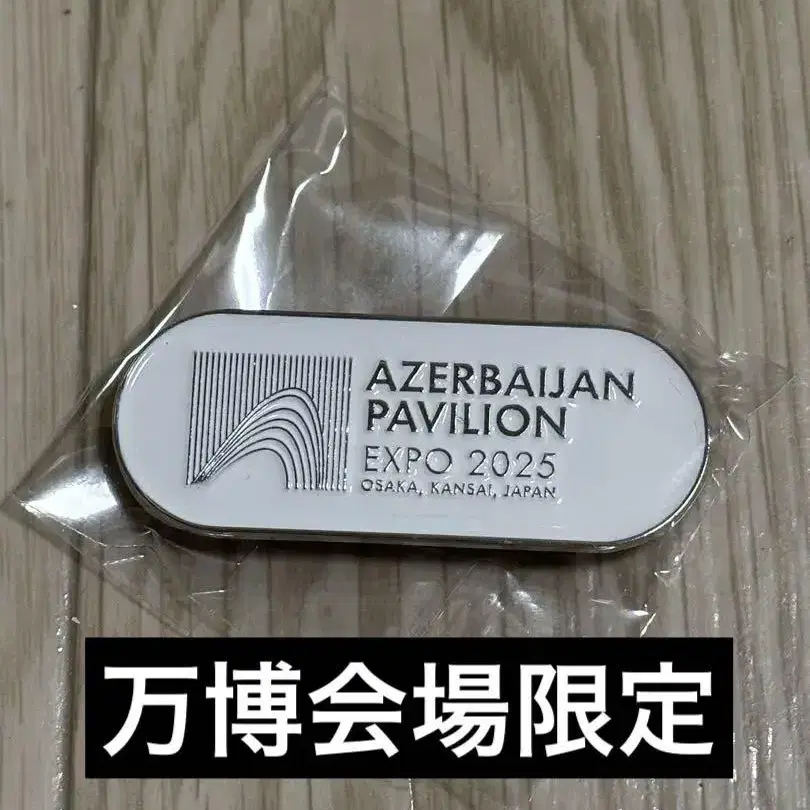 AZERBAIJAN
PAVILION
EXPO 2025
OSAKA, KANSAI, JAPAN
万博会場限定